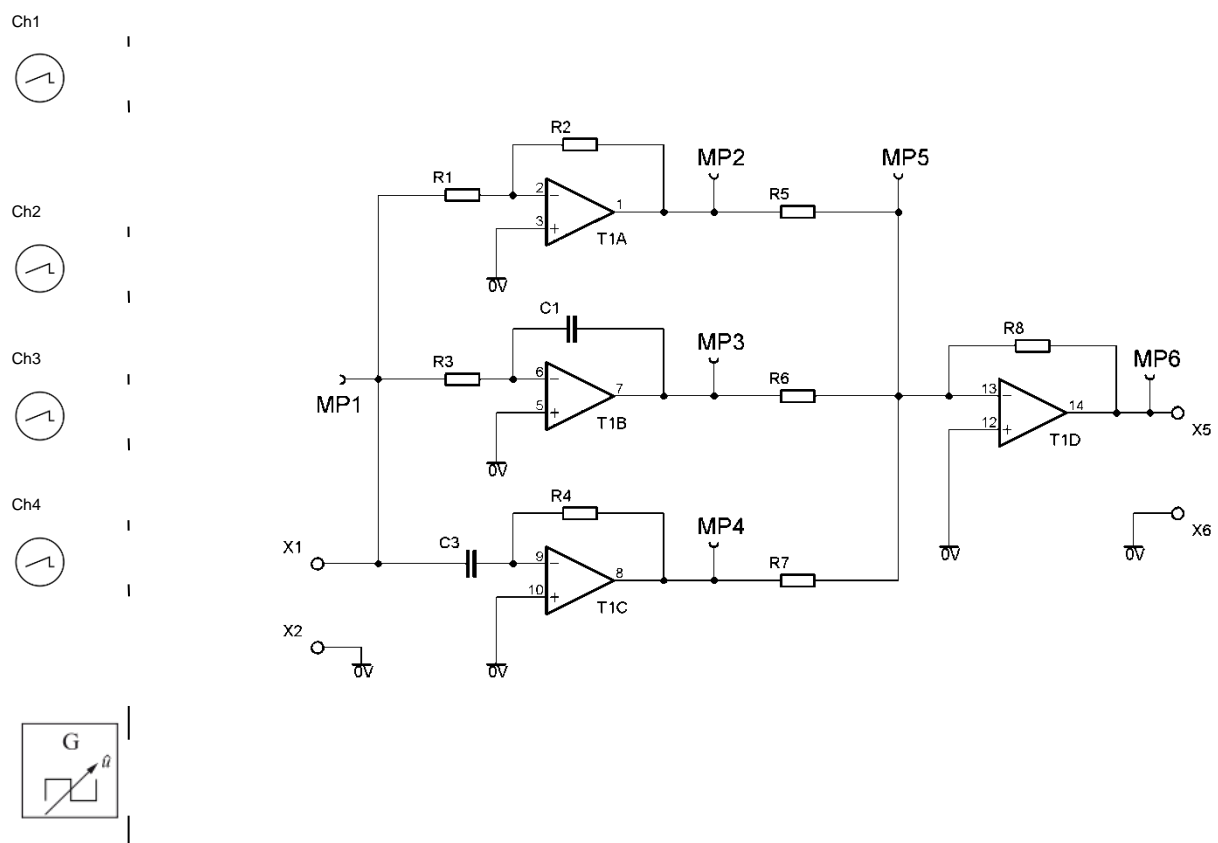 Ch1
Ch2
Ch3
Ch4
G
û
R2
R1
2
3
1
T1A
0V
MP2
R5
MP5
C1
R3
MP1
6
5
7
T1B
0V
MP3
R6
R8
13
12
14
T1D
MP6
X5
R4
C3
X1
9
10
8
T1C
0V
MP4
R7
0V
0V
X6
X2
0V